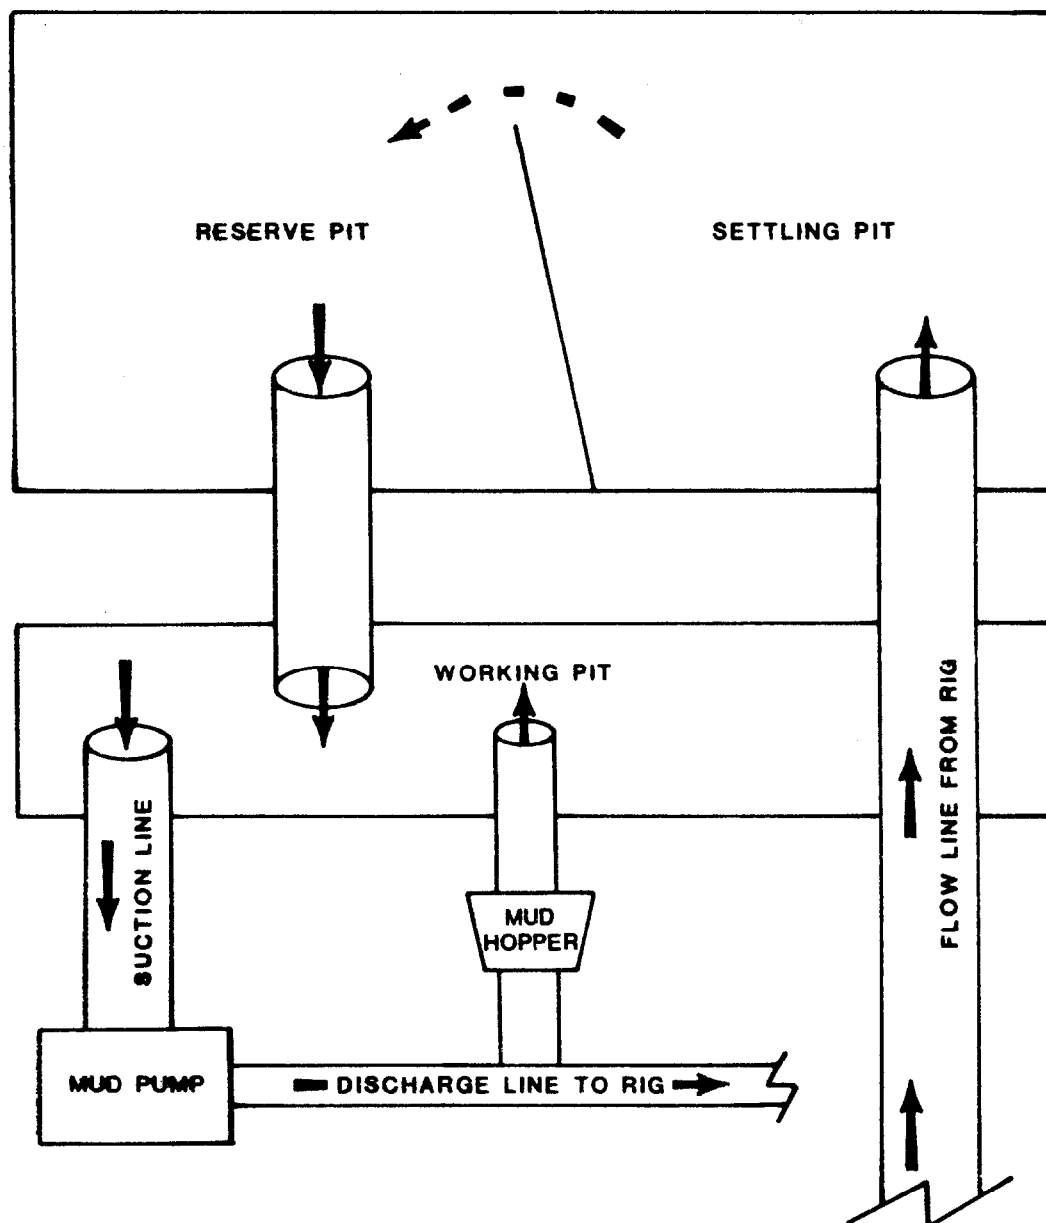 RESERVE PIT
SETTLING PIT
WORKING PIT
SUCTION LINE
FLOW LINE FROM RIG
MUD
HOPPER
MUD PUMP
DISCHARGE LINE TO RIG